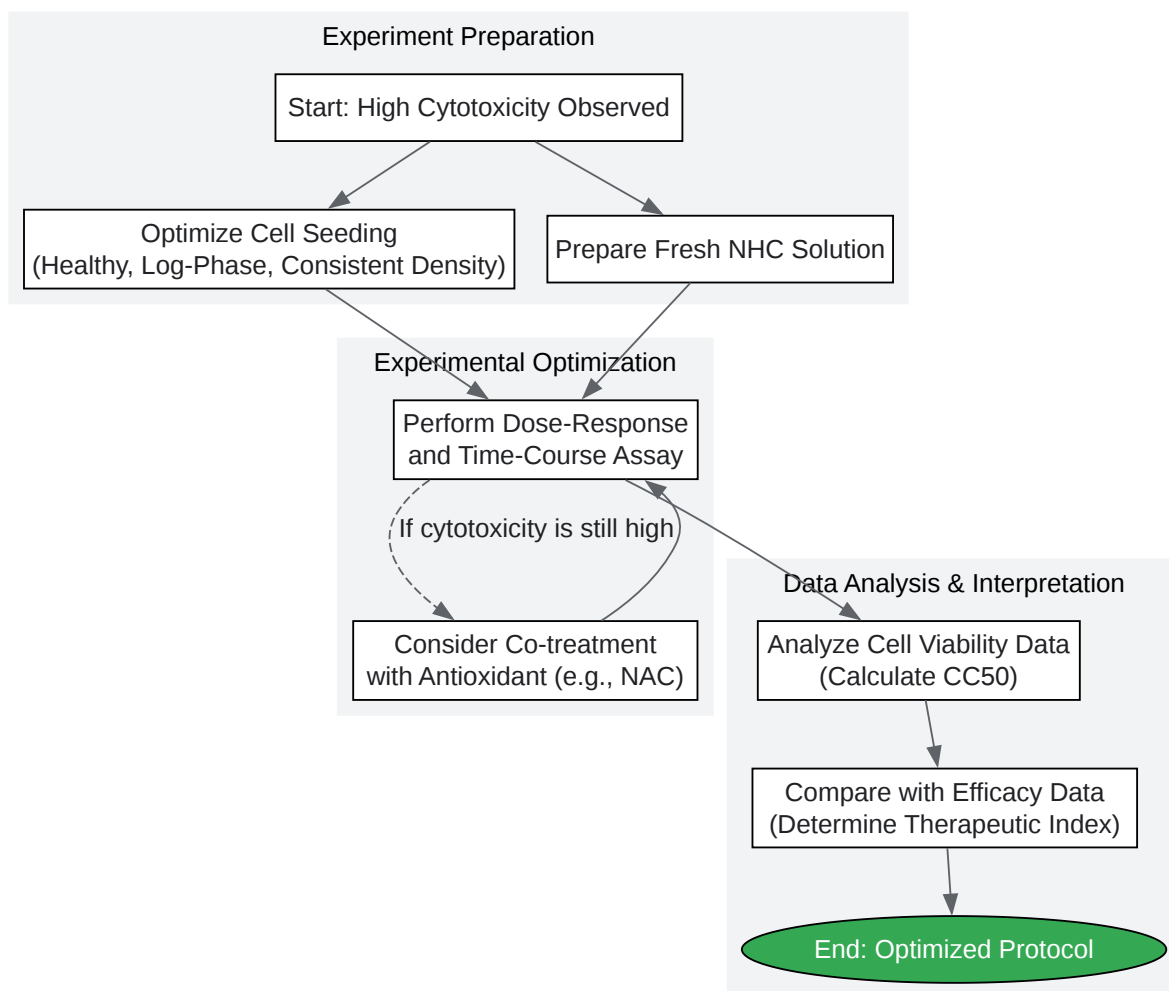 Experiment Preparation
Start: High Cytotoxicity Observed
Optimize Cell Seeding
(Healthy, Log-Phase, Consistent Density)
Prepare Fresh NHC Solution
Experimental Optimization
Perform Dose-Response
and Time-Course Assay
If cytotoxicity is still high
Consider Co-treatment
with Antioxidant (e.g., NAC)
Data Analysis & Interpretation
Analyze Cell Viability Data
(Calculate CC50)
Compare with Efficacy Data
(Determine Therapeutic Index)
End: Optimized Protocol